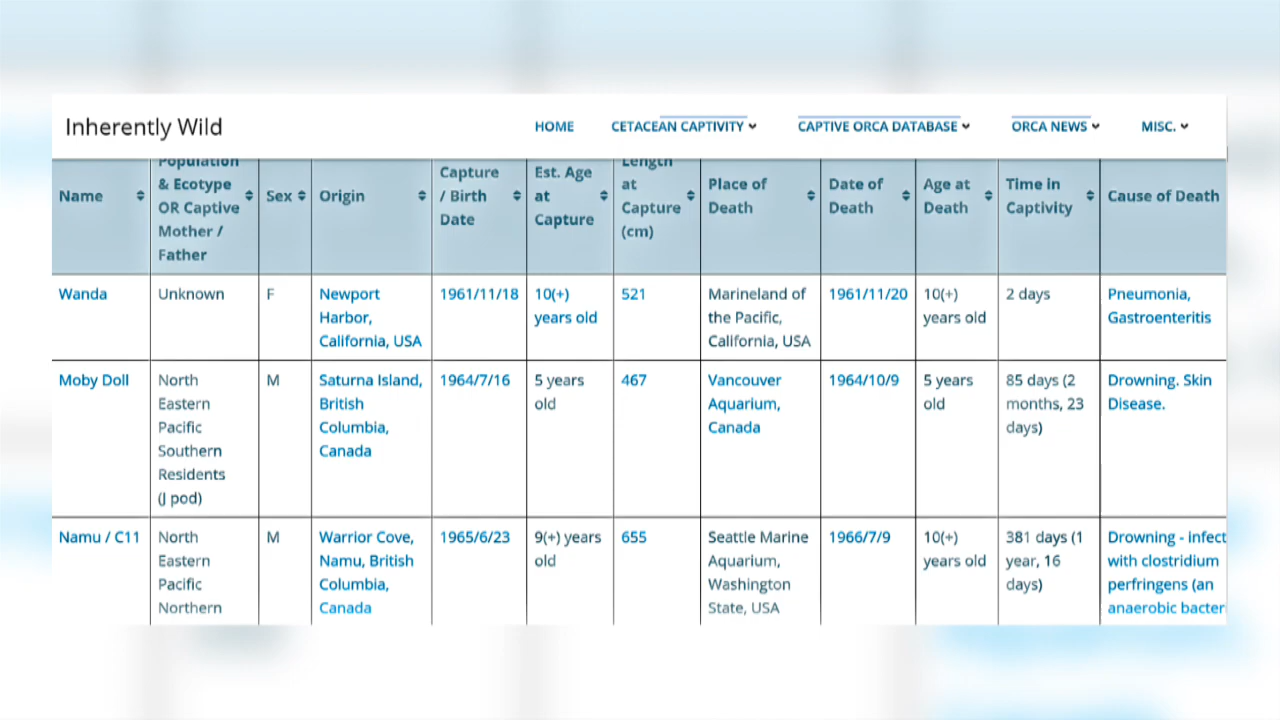 Inherently Wild
HOME
CETACEAN CAPTIVITY
CAPTIVE ORCA DATABASE
ORCA NEWS
MISC.
Name
Population
& Ecotype
OR Captive
Mother /
Father
Sex
Origin
Capture
/ Birth
Date
Est. Age
at
Capture
Length
at
Capture
(cm)
Place of
Death
Date of
Death
Age at
Death
Time in
Captivity
Cause of Death
Wanda
Unknown
F
Newport
Harbor,
California, USA
1961/11/18
10(+)
years old
521
Marineland of
the Pacific,
California, USA
1961/11/20
10(+)
years old
2 days
Pneumonia,
Gastroenteritis
Moby Doll
North
Eastern
Pacific
Southern
Residents
(J pod)
M
Saturna Island,
British
Columbia,
Canada
1964/7/16
5 years
old
467
Vancouver
Aquarium,
Canada
1964/10/9
5 years
old
85 days (2
months, 23
days)
Drowning. Skin
Disease.
Namu / C11
North
Eastern
Pacific
Northern
M
Warrior Cove,
Namu, British
Columbia,
Canada
1965/6/23
9(+) years
old
655
Seattle Marine
Aquarium,
Washington
State, USA
1966/7/9
10(+)
years old
381 days (1
year, 16
days)
Drowning - infect
with clostridium
perfringens (an
anaerobic bacter